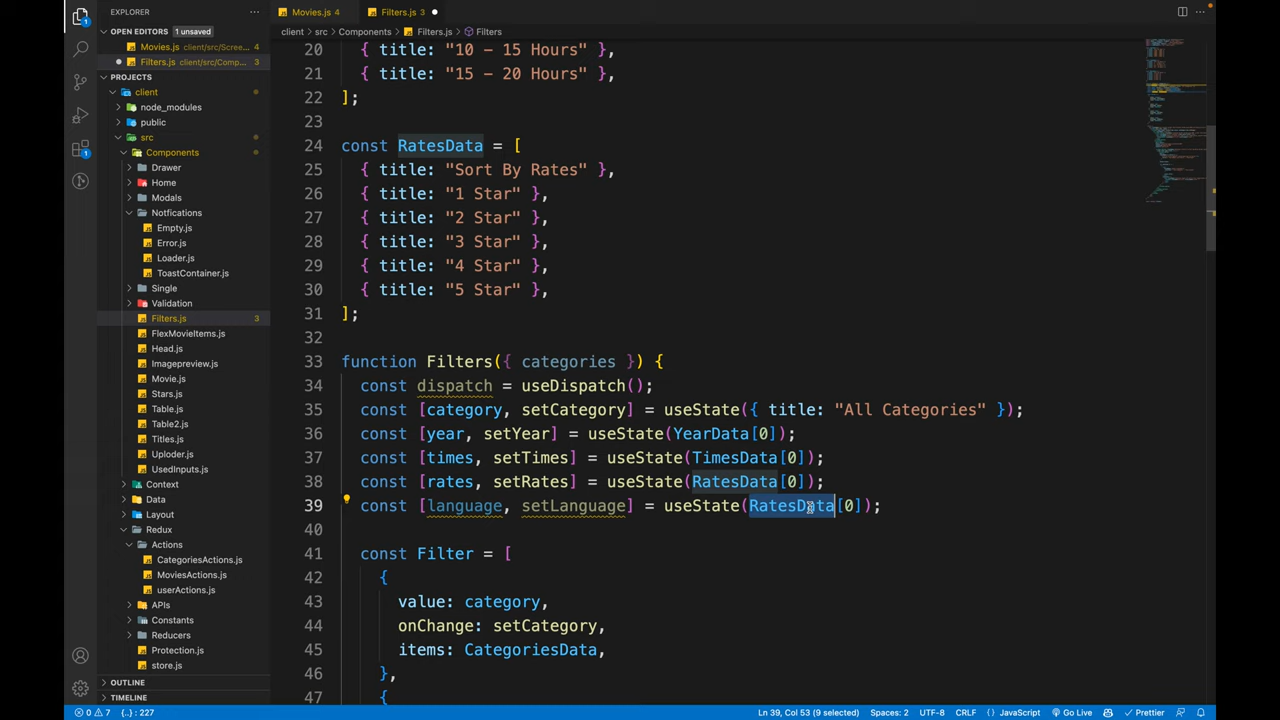 EXPLORER
···
OPEN EDITORS 1 unsaved
Movies.js client/src/Scree... 4
Filters.js client/src/Comp... 3
PROJECTS
client
node_modules
public
src
Components
Drawer
Home
Modals
Notfications
Empty.js
Error.js
Loader.js
ToastContainer.js
Single
Validation
Filters.js 3
FlexMovieItems.js
Head.js
Imagepreview.js
Movie.js
Stars.js
Table.js
Table2.js
Titles.js
Uploder.js
UsedInputs.js
Context
Data
Layout
Redux
Actions
CategoriesActions.js
MoviesActions.js
userActions.js
APIs
Constants
Reducers
Protection.js
store.js
OUTLINE
TIMELINE
Movies.js 4
Filters.js 3
client > src > Components > Filters.js > Filters
20 { title: "10 - 15 Hours" },
21 { title: "15 - 20 Hours" },
22 ];
23
24 const RatesData = [
25 { title: "Sort By Rates" },
26 { title: "1 Star" },
27 { title: "2 Star" },
28 { title: "3 Star" },
29 { title: "4 Star" },
30 { title: "5 Star" },
31 ];
32
33 function Filters({ categories }) {
34 const dispatch = useDispatch();
35 const [category, setCategory] = useState({ title: "All Categories" });
36 const [year, setYear] = useState(YearData[0]);
37 const [times, setTimes] = useState(TimesData[0]);
38 const [rates, setRates] = useState(RatesData[0]);
39 const [language, setLanguage] = useState(RatesData[0]);
40
41 const Filter = [
42 {
43 value: category,
44 onChange: setCategory,
45 items: CategoriesData,
46 },
47 {
0 7 {..} : 227
Ln 39, Col 53 (9 selected) Spaces: 2 UTF-8 CRLF JavaScript Go Live Prettier